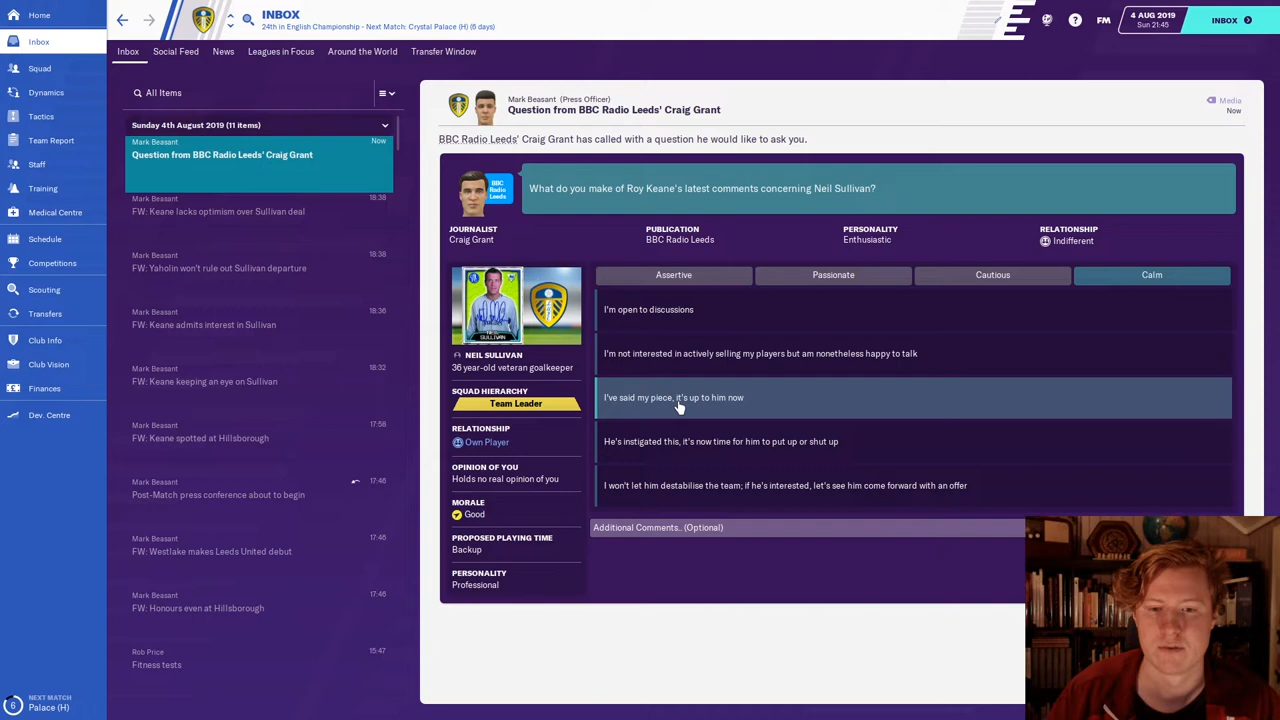 Home
Inbox
Squad
Dynamics
Tactics
Team Report
Staff
Training
Medical Centre
Schedule
Competitions
Scouting
Transfers
Club Info
Club Vision
Finances
Dev. Centre
6
NEXT MATCH
Palace (H)
INBOX
24th in English Championship - Next Match: Crystal Palace (H) (6 days)
?
FM
4 AUG 2019
Sun 21:45
INBOX
Inbox
Social Feed
News
Leagues in Focus
Around the World
Transfer Window
All Items
Sunday 4th August 2019 (11 items)
Mark Beasant
Now
Question from BBC Radio Leeds' Craig Grant
Mark Beasant
18:38
FW: Keane lacks optimism over Sullivan deal
Mark Beasant
18:38
FW: Yaholin won't rule out Sullivan departure
Mark Beasant
18:36
FW: Keane admits interest in Sullivan
Mark Beasant
18:32
FW: Keane keeping an eye on Sullivan
Mark Beasant
17:58
FW: Keane spotted at Hillsborough
Mark Beasant
17:46
Post-Match press conference about to begin
Mark Beasant
17:46
FW: Westlake makes Leeds United debut
Mark Beasant
17:46
FW: Honours even at Hillsborough
Rob Price
15:47
Fitness tests
Mark Beasant (Press Officer)
Question from BBC Radio Leeds' Craig Grant
Media
Now
BBC Radio Leeds' Craig Grant has called with a question he would like to ask you.
BBC
Radio
Leeds
What do you make of Roy Keane's latest comments concerning Neil Sullivan?
JOURNALIST
Craig Grant
PUBLICATION
BBC Radio Leeds
PERSONALITY
Enthusiastic
RELATIONSHIP
Indifferent
NEIL
SULLIVAN
NEIL SULLIVAN
36 year-old veteran goalkeeper
SQUAD HIERARCHY
Team Leader
RELATIONSHIP
Own Player
OPINION OF YOU
Holds no real opinion of you
MORALE
Good
PROPOSED PLAYING TIME
Backup
PERSONALITY
Professional
Assertive
Passionate
Cautious
Calm
I'm open to discussions
I'm not interested in actively selling my players but am nonetheless happy to talk
I've said my piece, it's up to him now
He's instigated this, it's now time for him to put up or shut up
I won't let him destabilise the team; if he's interested, let's see him come forward with an offer
Additional Comments.. (Optional)